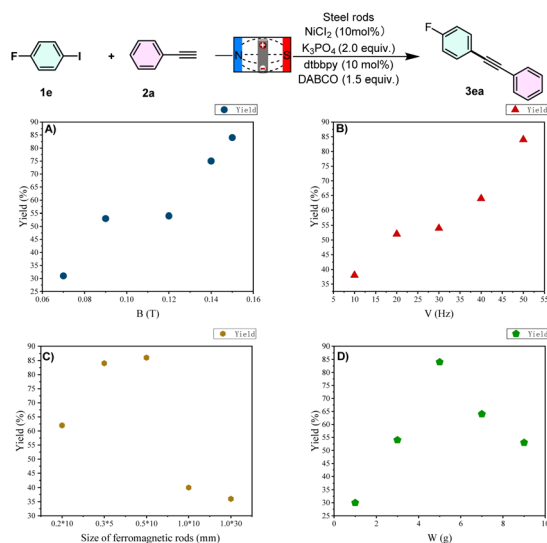 Steel rods
NiCl2 (10mol%)
K3PO4 (2.0 equiv.)
dtbbpy (10 mol%)
DABCO (1.5 equiv.)
F
I
+
N
S
F
1e
2a
3ea
Yield
A)
90
85
80
75
70
65
60
55
50
45
40
35
30
25
Yield (%)
0.06
0.08
0.10
0.12
0.14
0.16
B (T)
Yield
B)
90
85
80
75
70
65
60
55
50
45
40
35
Yield (%)
5
10
15
20
25
30
35
40
45
50
55
V (Hz)
Yield
C)
90
85
80
75
70
65
60
55
50
45
40
35
30
Yield (%)
0.2*10
0.3*5
0.5*10
1.0*10
1.0*30
Size of ferromagnetic rods (mm)
Yield
D)
90
85
80
75
70
65
60
55
50
45
40
35
30
25
Yield (%)
0
2
4
6
8
10
W (g)